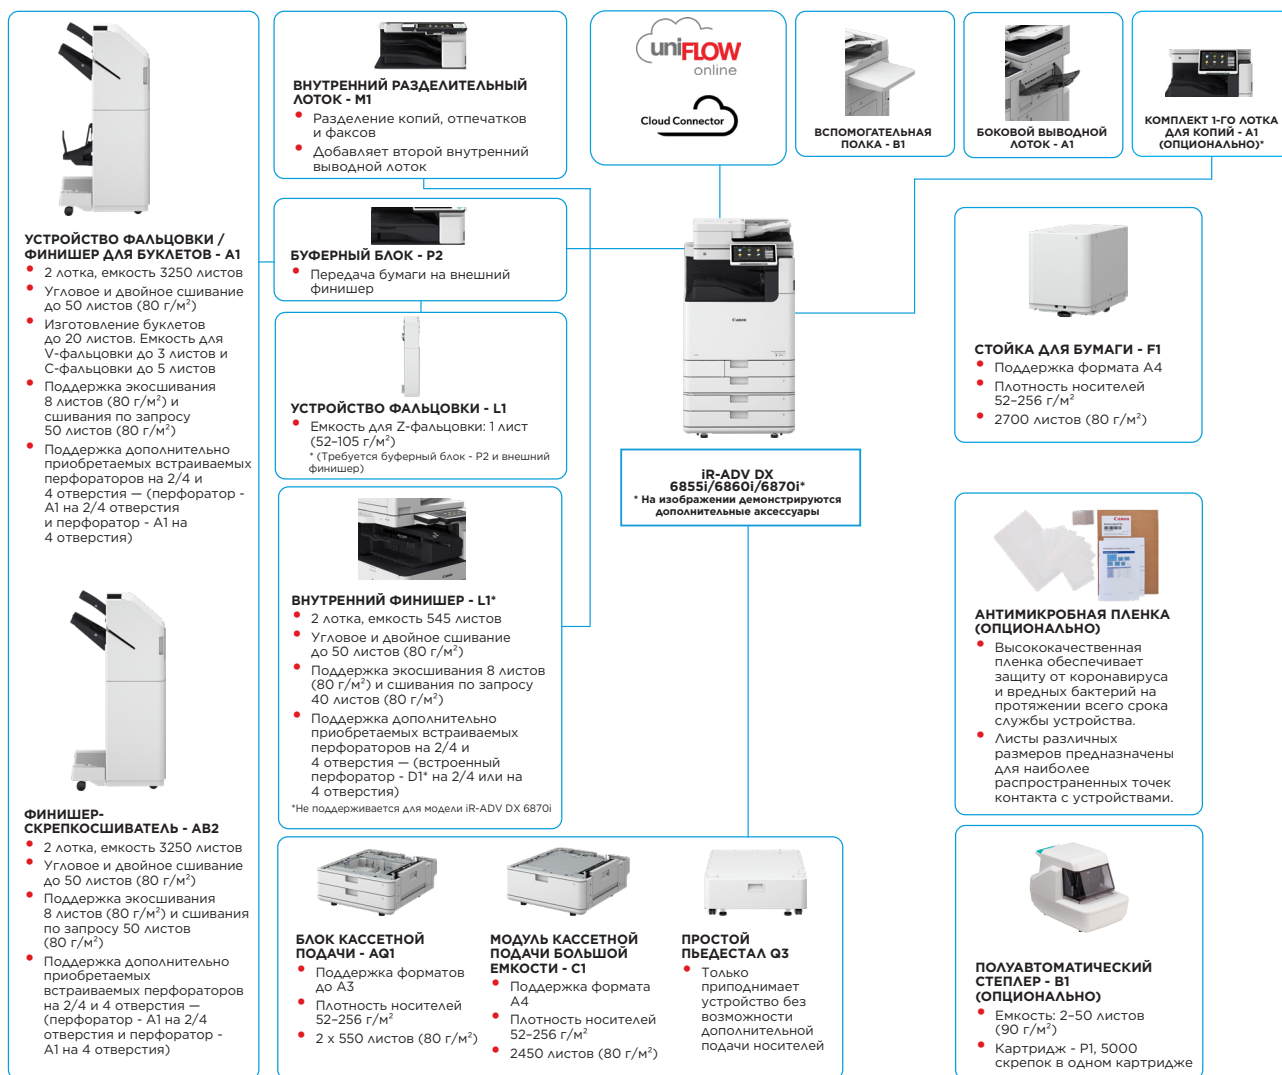 УСТРОЙСТВО ФАЛЬЦОВКИ /
ФИНИШЕР ДЛЯ БУКЛЕТОВ - A1
• 2 лотка, емкость 3250 листов
• Угловое и двойное сшивание
до 50 листов (80 г/м²)
• Изготовление буклетов
до 20 листов. Емкость для
V-фальцовки до 3 листов и
C-фальцовки до 5 листов
• Поддержка экосшивания
8 листов (80 г/м²) и
сшивания по запросу
50 листов (80 г/м²)
• Поддержка дополнительно
приобретаемых встраиваемых
перфораторов на 2/4 и
4 отверстия — (перфоратор -
A1 на 2/4 отверстия
и перфоратор - A1 на
4 отверстия)
ФИНИШЕР-
СКРЕПКОСШИВАТЕЛЬ - AB2
• 2 лотка, емкость 3250 листов
• Угловое и двойное сшивание
до 50 листов (80 г/м²)
• Поддержка экосшивания
8 листов (80 г/м²) и сшивания
по запросу 50 листов
(80 г/м²)
• Поддержка дополнительно
приобретаемых
встраиваемых перфораторов
на 2/4 и 4 отверстия —
(перфоратор - A1 на 2/4
отверстия и перфоратор -
A1 на 4 отверстия)
ВНУТРЕННИЙ РАЗДЕЛИТЕЛЬНЫЙ
ЛОТОК - M1
• Разделение копий, отпечатков
и факсов
• Добавляет второй внутренний
выводной лоток
БУФЕРНЫЙ БЛОК - P2
• Передача бумаги на внешний
финишер
УСТРОЙСТВО ФАЛЬЦОВКИ - L1
• Емкость для Z-фальцовки: 1 лист
(52–105 г/м²)
* (Требуется буферный блок - P2 и внешний
финишер)
ВНУТРЕННИЙ ФИНИШЕР - L1*
• 2 лотка, емкость 545 листов
• Угловое и двойное сшивание
до 50 листов (80 г/м²)
• Поддержка экосшивания 8 листов
(80 г/м²) и сшивания по запросу
40 листов (80 г/м²)
• Поддержка дополнительно
приобретаемых встраиваемых
перфораторов на 2/4 и
4 отверстия — (встроенный
перфоратор - D1* на 2/4 или на
4 отверстия)
*Не поддерживается для модели iR-ADV DX 6870i
uniFLOW
online
Cloud Connector
ВСПОМОГАТЕЛЬНАЯ
ПОЛКА - B1
БОКОВОЙ ВЫВОДНОЙ
ЛОТОК - A1
КОМПЛЕКТ 1-ГО ЛОТКА
ДЛЯ КОПИЙ - A1
(ОПЦИОНАЛЬНО)*
Canon
iR-ADV DX
6855i/6860i/6870i*
* На изображении демонстрируются
дополнительные аксессуары
СТОЙКА ДЛЯ БУМАГИ - F1
• Поддержка формата A4
• Плотность носителей
52–256 г/м²
• 2700 листов (80 г/м²)
Canon
АНТИМИКРОБНАЯ ПЛЕНКА
(ОПЦИОНАЛЬНО)
• Высококачественная
пленка обеспечивает
защиту от коронавируса
и вредных бактерий на
протяжении всего срока
службы устройства.
• Листы различных
размеров предназначены
для наиболее
распространенных точек
контакта с устройствами.
БЛОК КАССЕТНОЙ
ПОДАЧИ - AQ1
• Поддержка форматов
до A3
• Плотность носителей
52–256 г/м²
• 2 x 550 листов (80 г/м²)
МОДУЛЬ КАССЕТНОЙ
ПОДАЧИ БОЛЬШОЙ
ЕМКОСТИ - C1
• Поддержка формата
A4
• Плотность носителей
52–256 г/м²
• 2450 листов (80 г/м²)
ПРОСТОЙ
ПЬЕДЕСТАЛ Q3
• Только
приподнимает
устройство без
возможности
дополнительной
подачи носителей
ПОЛУАВТОМАТИЧЕСКИЙ
СТЕПЛЕР - B1
(ОПЦИОНАЛЬНО)
• Емкость: 2–50 листов
(90 г/м²)
• Картридж - P1, 5000
скрепок в одном картридже